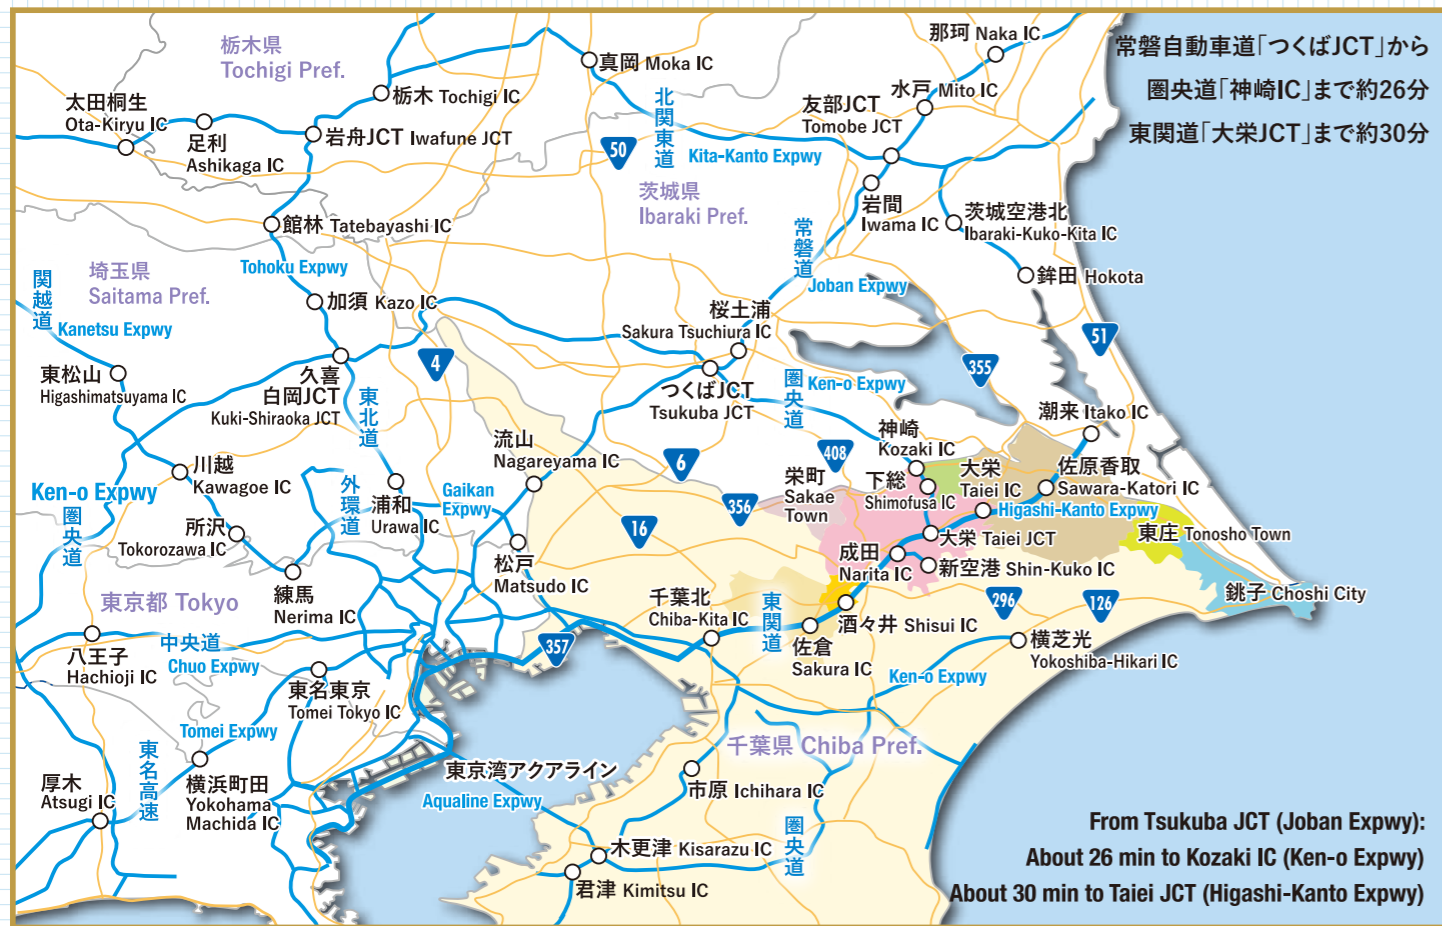 常磐自動車道「つくばJCT」から
圏央道「神崎IC」まで約26分
東関道「大栄JCT」まで約30分
那珂 Naka IC
栃木県
Tochigi Pref.
真岡 Moka IC
水戸 Mito IC
友部JCT
Tomobe JCT
栃木 Tochigi IC
太田桐生
Ota-Kiryu IC
足利
Ashikaga IC
岩舟JCT Iwafune JCT
北関東道
50
Kita-Kanto Expwy
茨城県
Ibaraki Pref.
岩間
Iwama IC
茨城空港北
Ibaraki-Kuko-Kita IC
館林 Tatebayashi IC
常磐道
Joban Expwy
鉾田 Hokota
埼玉県
Saitama Pref.
Tohoku Expwy
関越道
Kanetsu Expwy
加須 Kazo IC
桜土浦
Sakura Tsuchiura IC
51
355
4
東松山
Higashimatsuyama IC
久喜
白岡JCT
Kuki-Shiraoka JCT
東北道
つくばJCT
Tsukuba JCT
圏央道
Ken-o Expwy
潮来 Itako IC
神崎
Kozaki IC
流山
Nagareyama IC
6
408
栄町
Sakae
Town
下総
Shimofusa IC
大栄
Taiei IC
佐原香取
Sawara-Katori IC
川越
Kawagoe IC
Ken-o Expwy
圏央道
外環道
浦和
Urawa IC
Gaikan
Expwy
356
16
Higashi-Kanto Expwy
所沢
Tokorozawa IC
大栄 Taiei JCT
東庄 Tonosho Town
成田
Narita IC
新空港 Shin-Kuko IC
松戸
Matsudo IC
練馬
Nerima IC
東京都 Tokyo
千葉北
Chiba-Kita IC
東関道
酒々井 Shisui IC
296
126
銚子 Choshi City
中央道
Chuo Expwy
八王子
Hachioji IC
357
佐倉
Sakura IC
横芝光
Yokoshiba-Hikari IC
Ken-o Expwy
東名東京
Tomei Tokyo IC
Tomei Expwy
東名高速
千葉県 Chiba Pref.
厚木
Atsugi IC
横浜町田
Yokohama
Machida IC
東京湾アクアライン
Aqualine Expwy
市原 Ichihara IC
圏央道
木更津 Kisarazu IC
君津 Kimitsu IC
From Tsukuba JCT (Joban Expwy):
About 26 min to Kozaki IC (Ken-o Expwy)
About 30 min to Taiei JCT (Higashi-Kanto Expwy)